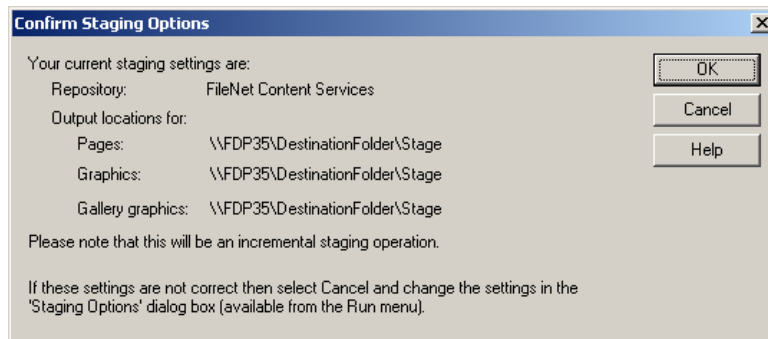 Confirm Staging Options
Your current staging settings are:
Repository: FileNet Content Services
Output locations for:
Pages: \\FDP35\DestinationFolder\Stage
Graphics: \\FDP35\DestinationFolder\Stage
Gallery graphics: \\FDP35\DestinationFolder\Stage
Please note that this will be an incremental staging operation.
If these settings are not correct then select Cancel and change the settings in the
'Staging Options' dialog box (available from the Run menu).
OK
Cancel
Help